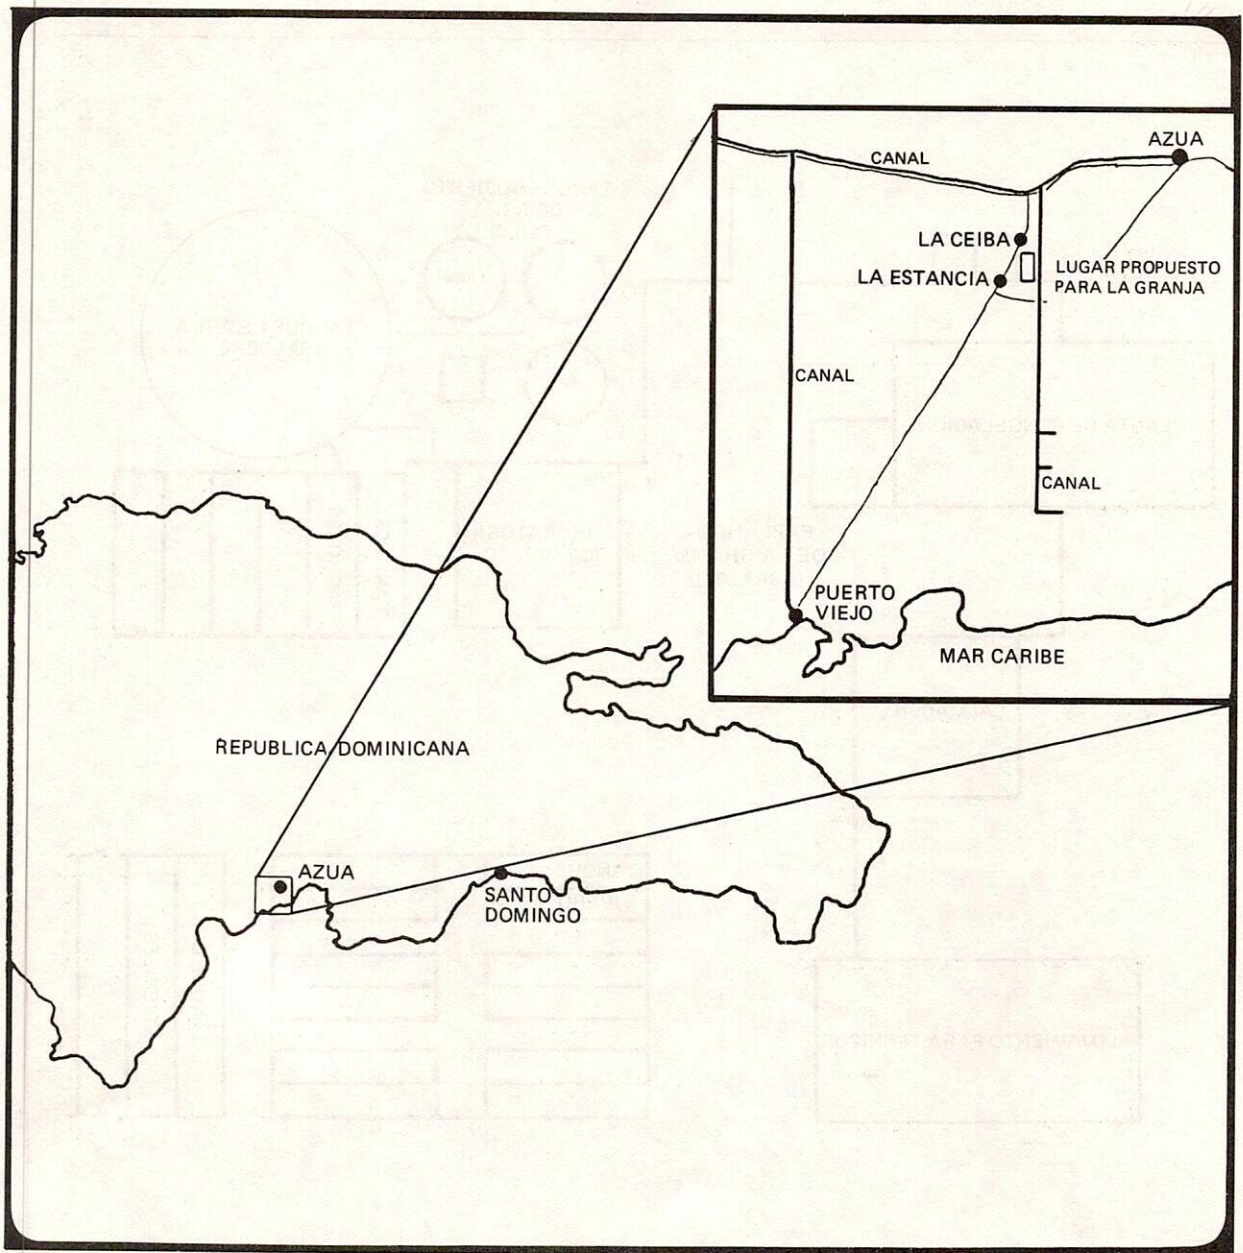 AZUA
CANAL
LA CEIBA
LA ESTANCIA
LUGAR PROPUESTO
PARA LA GRANJA
CANAL
CANAL
PUERTO
VIEJO
MAR CARIBE
REPUBLICA DOMINICANA
AZUA
SANTO
DOMINGO